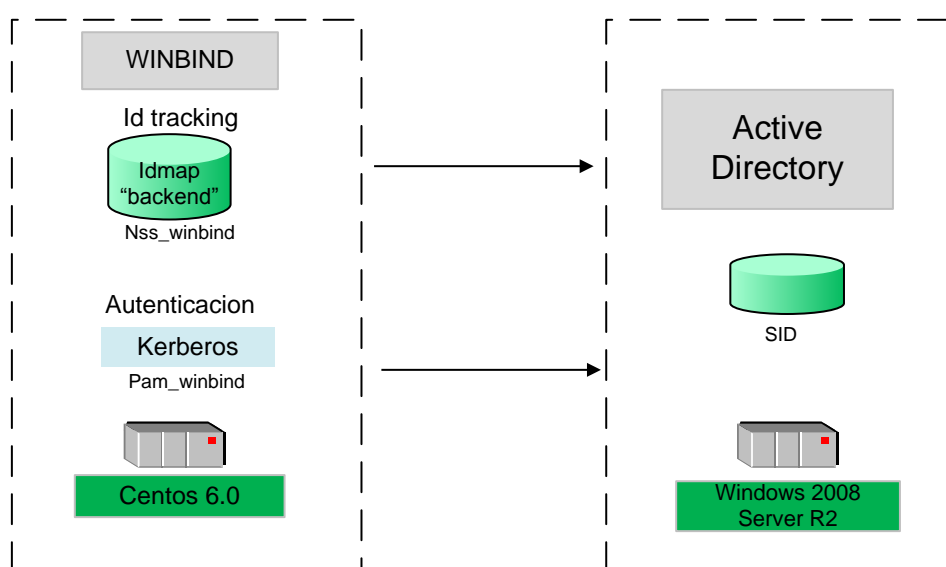 WINBIND
Id tracking
Idmap
“backend”
Nss_winbind
Autenticacion
Kerberos
Pam_winbind
Centos 6.0
Active
Directory
SID
Windows 2008
Server R2